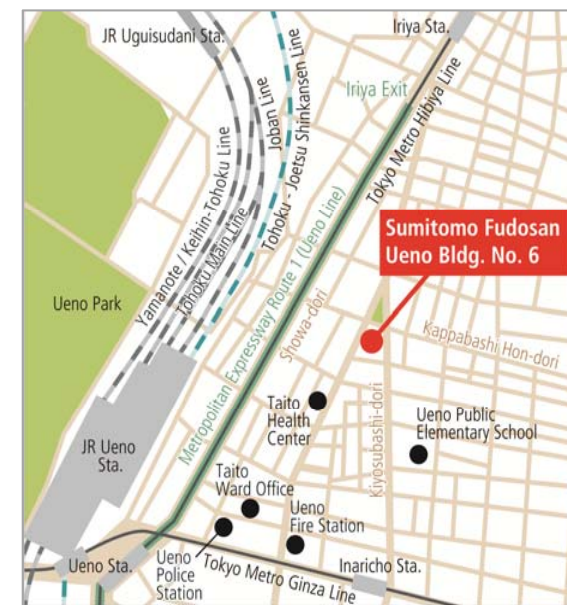 JR Uguisudani Sta.
Iriya Sta.
Iriya Exit
Joban Line
Tohoku - Joetsu Shinkansen Line
Tokyo Metro Hibiya Line
Yamanote / Keihin-Tohoku Line
Tohoku Main Line
Sumitomo Fudosan
Ueno Bldg. No. 6
Ueno Park
Metropolitan Expressway Route 1 (Ueno Line)
Showa-dori
Kappabashi Hon-dori
Taito
Health
Center
Kiyosubashi-dori
Ueno Public
Elementary School
JR Ueno
Sta.
Taito
Ward Office
Ueno
Fire Station
Ueno Sta.
Ueno
Police
Station
Tokyo Metro Ginza Line
Inaricho Sta.